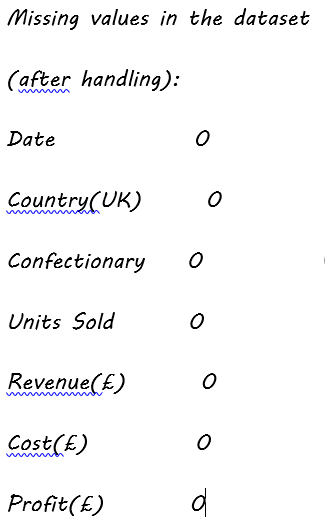 Missing values in the dataset
(after handling):
Date 0
Country(UK) 0
Confectionary 0
Units Sold 0
Revenue(£) 0
Cost(£) 0
Profit(£) 0